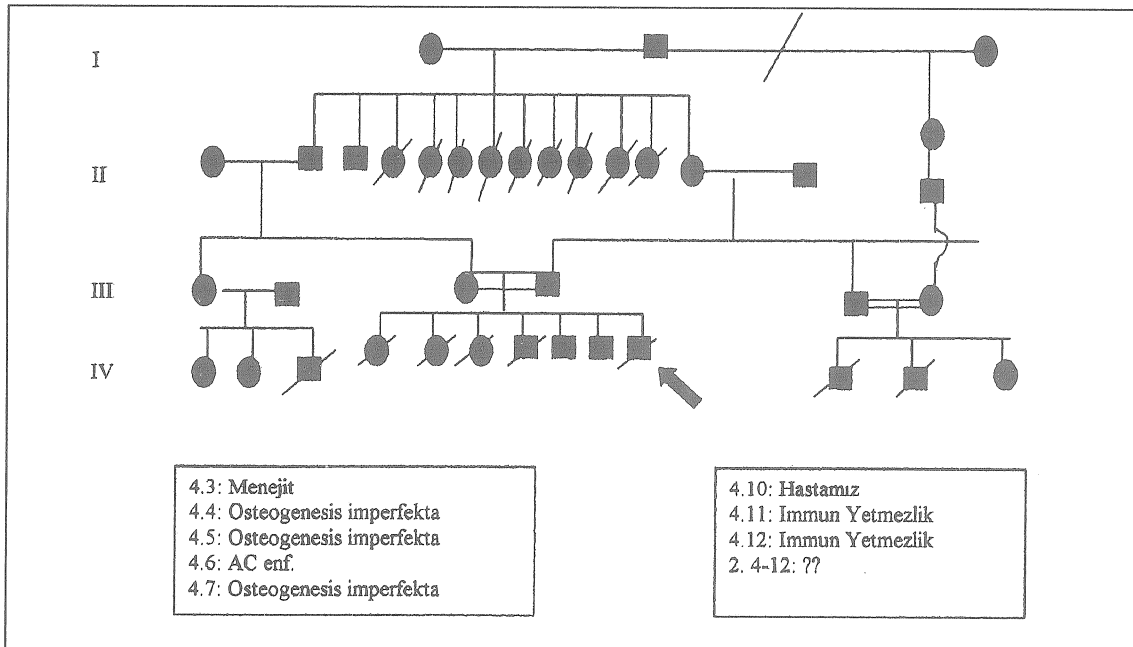 I
II
III
IV
4.3: Menejit
4.4: Osteogenesis imperfekta
4.5: Osteogenesis imperfekta
4.6: AC enf.
4.7: Osteogenesis imperfekta
4.10: Hastamız
4.11: Immun Yetmezlik
4.12: Immun Yetmezlik
2. 4-12: ??